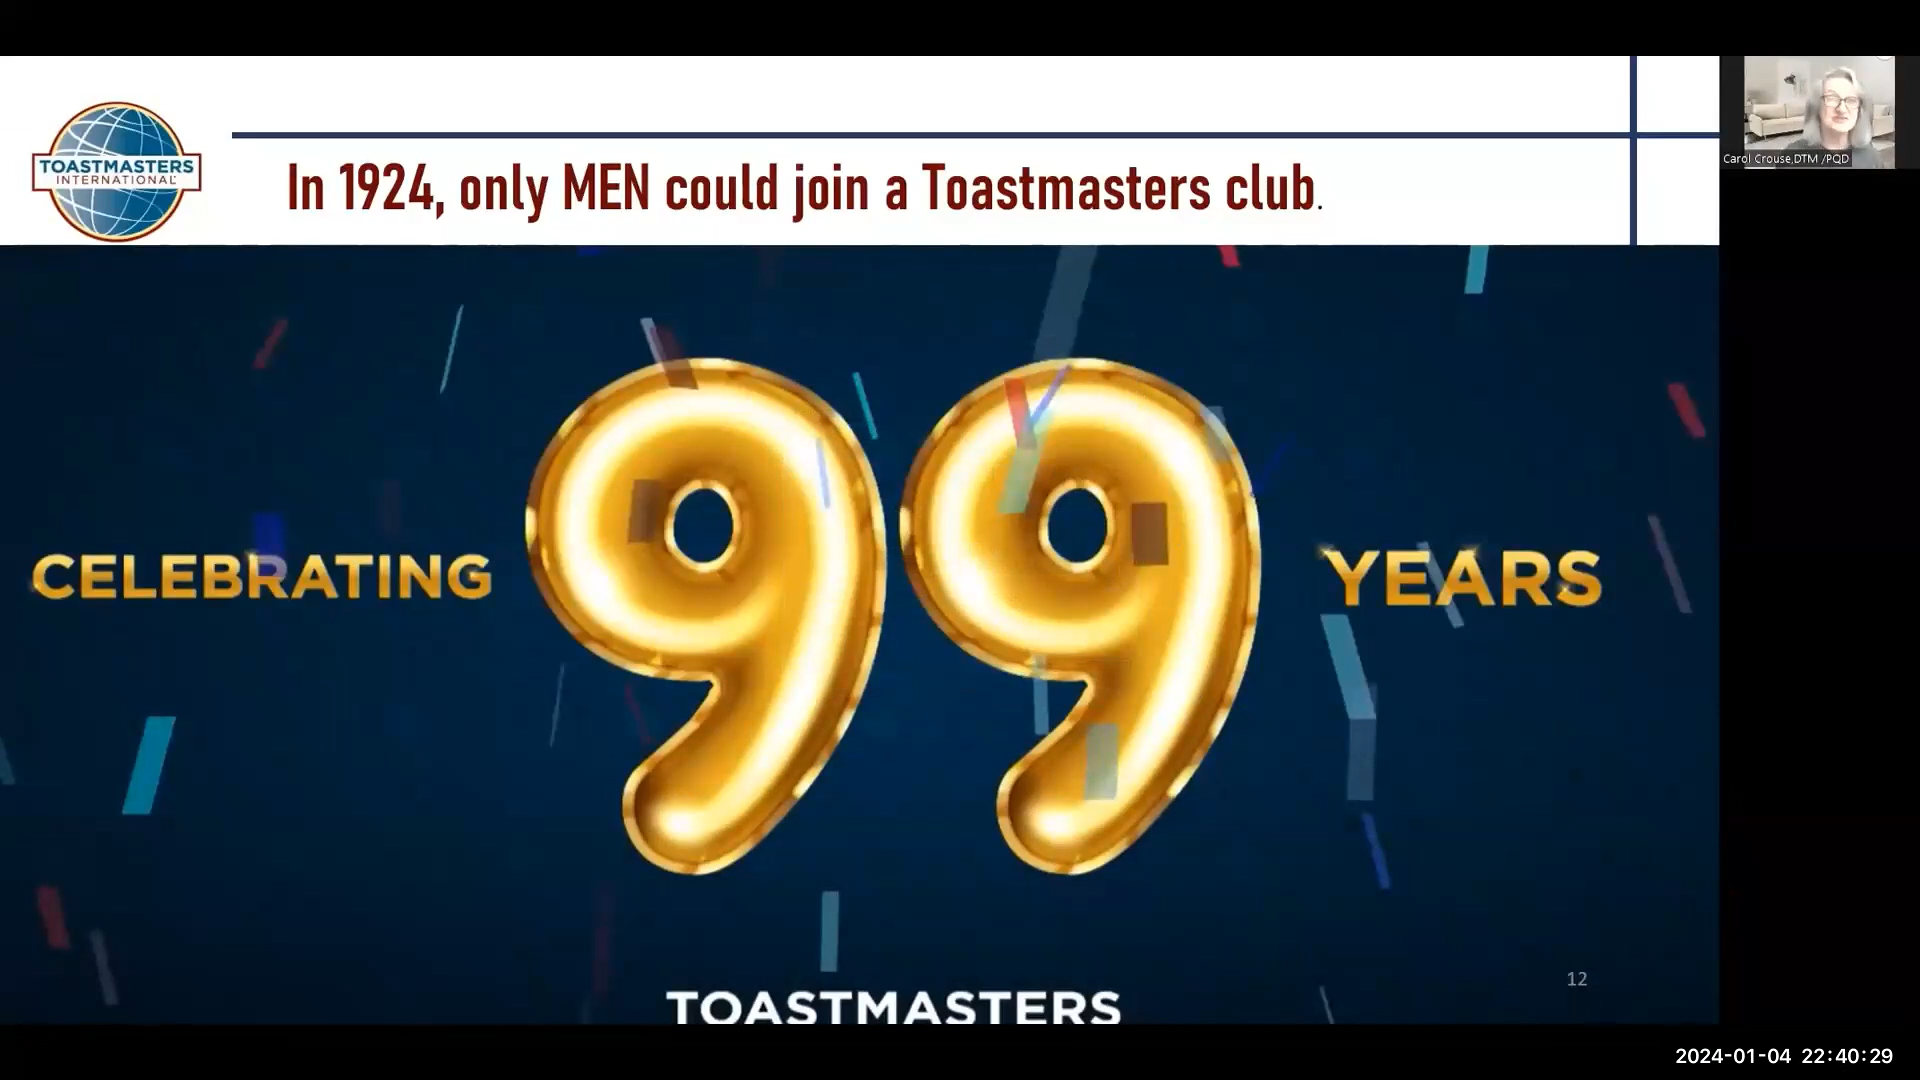 TOASTMASTERS
INTERNATIONAL
In 1924, only MEN could join a Toastmasters club.
Carol Crouse,DTM /PQD
CELEBRATING 99 YEARS
TOASTMASTERS
12
2024-01-04 22:40:29